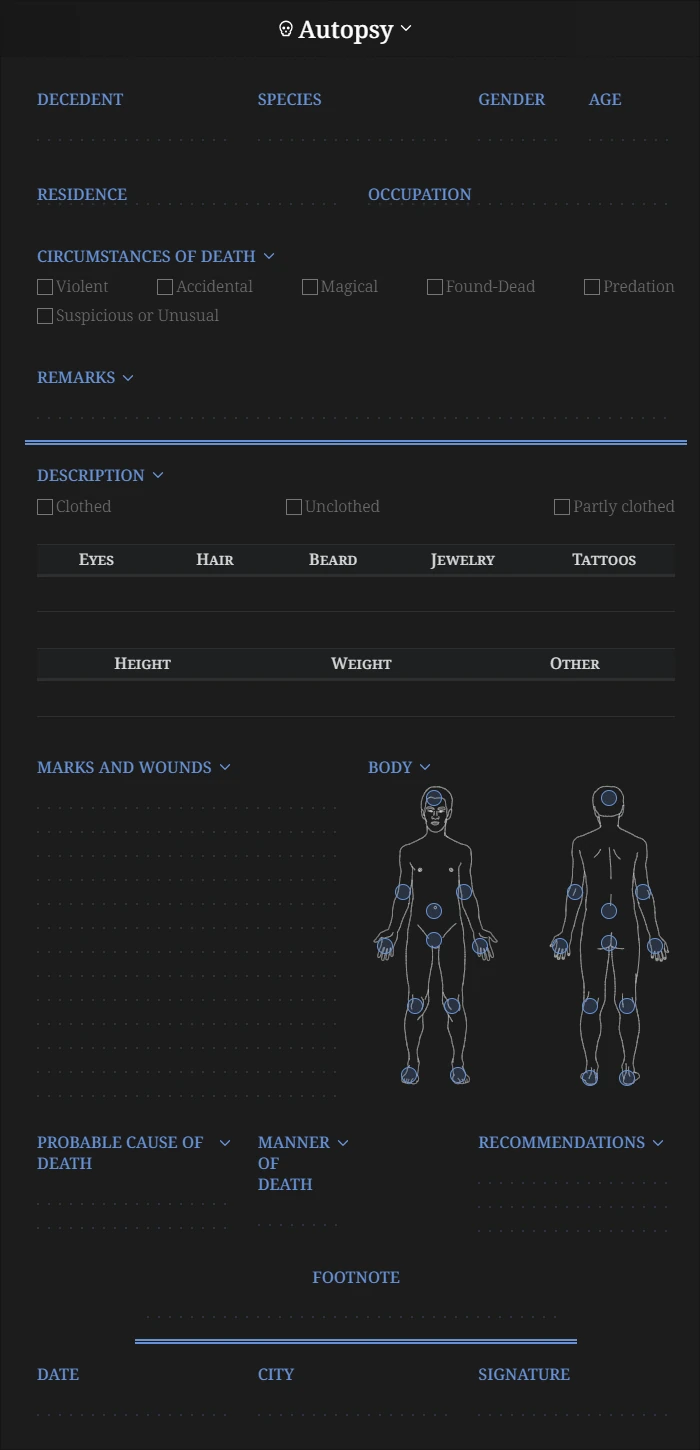 Autopsy
DECEDENT SPECIES GENDER AGE
RESIDENCE OCCUPATION
CIRCUMSTANCES OF DEATH
Violent Accidental Magical Found-Dead Predation
Suspicious or Unusual
REMARKS
DESCRIPTION
Clothed Unclothed Partly clothed
Eyes Hair Beard Jewelry Tattoos
Height Weight Other
MARKS AND WOUNDS BODY
PROBABLE CAUSE OF
DEATH
MANNER
OF
DEATH
RECOMMENDATIONS
FOOTNOTE
DATE CITY SIGNATURE